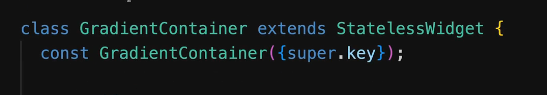 class GradientContainer extends StatelessWidget {
const GradientContainer({super.key});